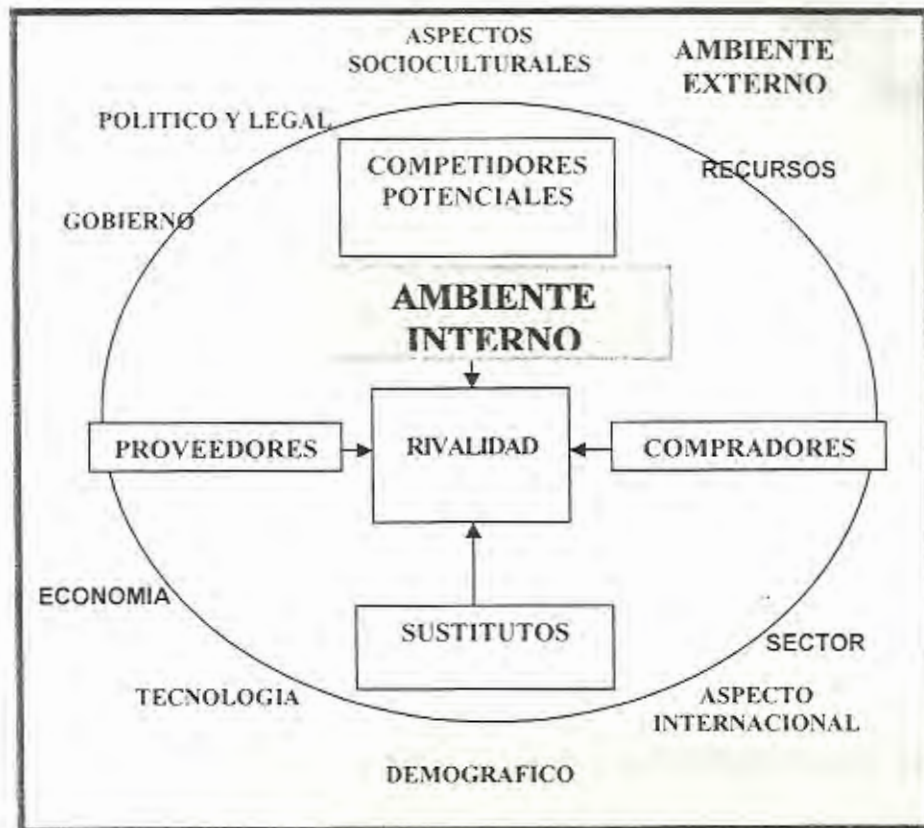 ASPECTOS
SOCIOCULTURALES
AMBIENTE
EXTERNO
POLITICO Y LEGAL
COMPETIDORES
POTENCIALES
RECURSOS
GOBIERNO
AMBIENTE
INTERNO
PROVEEDORES
RIVALIDAD
COMPRADORES
ECONOMIA
SUSTITUTOS
SECTOR
TECNOLOGIA
ASPECTO
INTERNACIONAL
DEMOGRAFICO